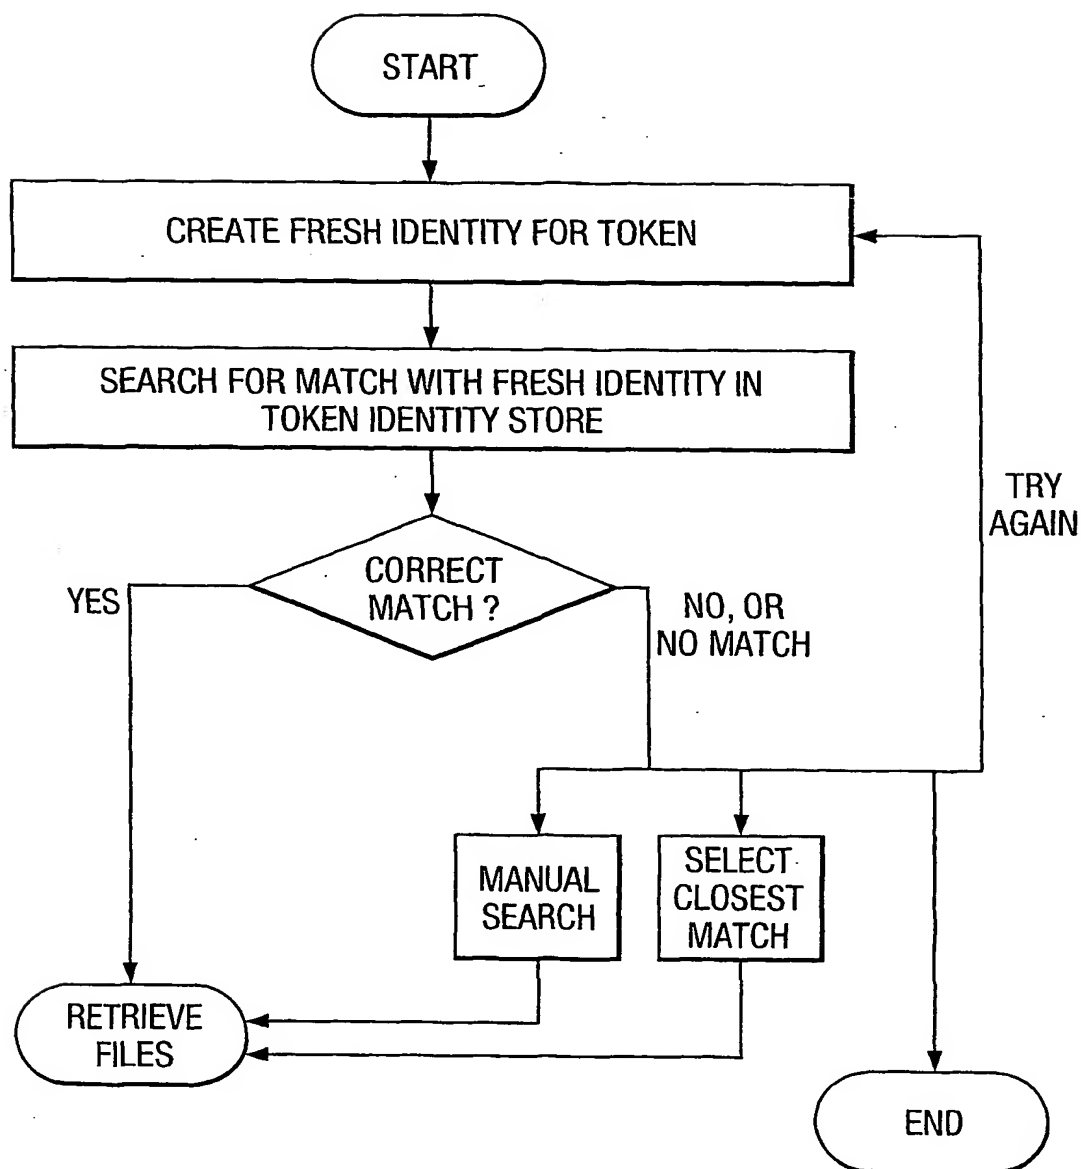 START
CREATE FRESH IDENTITY FOR TOKEN
SEARCH FOR MATCH WITH FRESH IDENTITY IN
TOKEN IDENTITY STORE
TRY
AGAIN
CORRECT
MATCH ?
YES
NO, OR
NO MATCH
MANUAL
SEARCH
SELECT
CLOSEST
MATCH
RETRIEVE
FILES
END